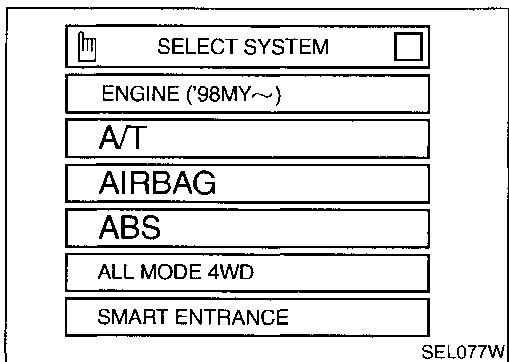 SELECT SYSTEM
ENGINE ('98MY～)
A/T
AIRBAG
ABS
ALL MODE 4WD
SMART ENTRANCE
SEL077W